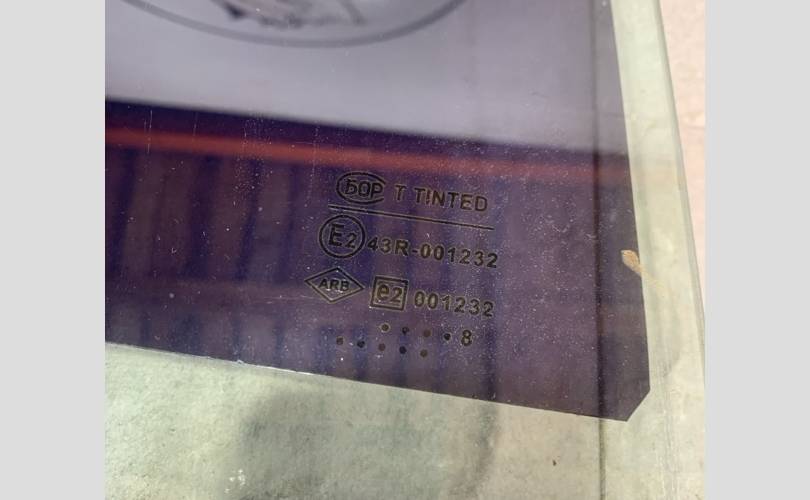 БОР T TINTED
E2 43R-001232
ARB e2 001232
8